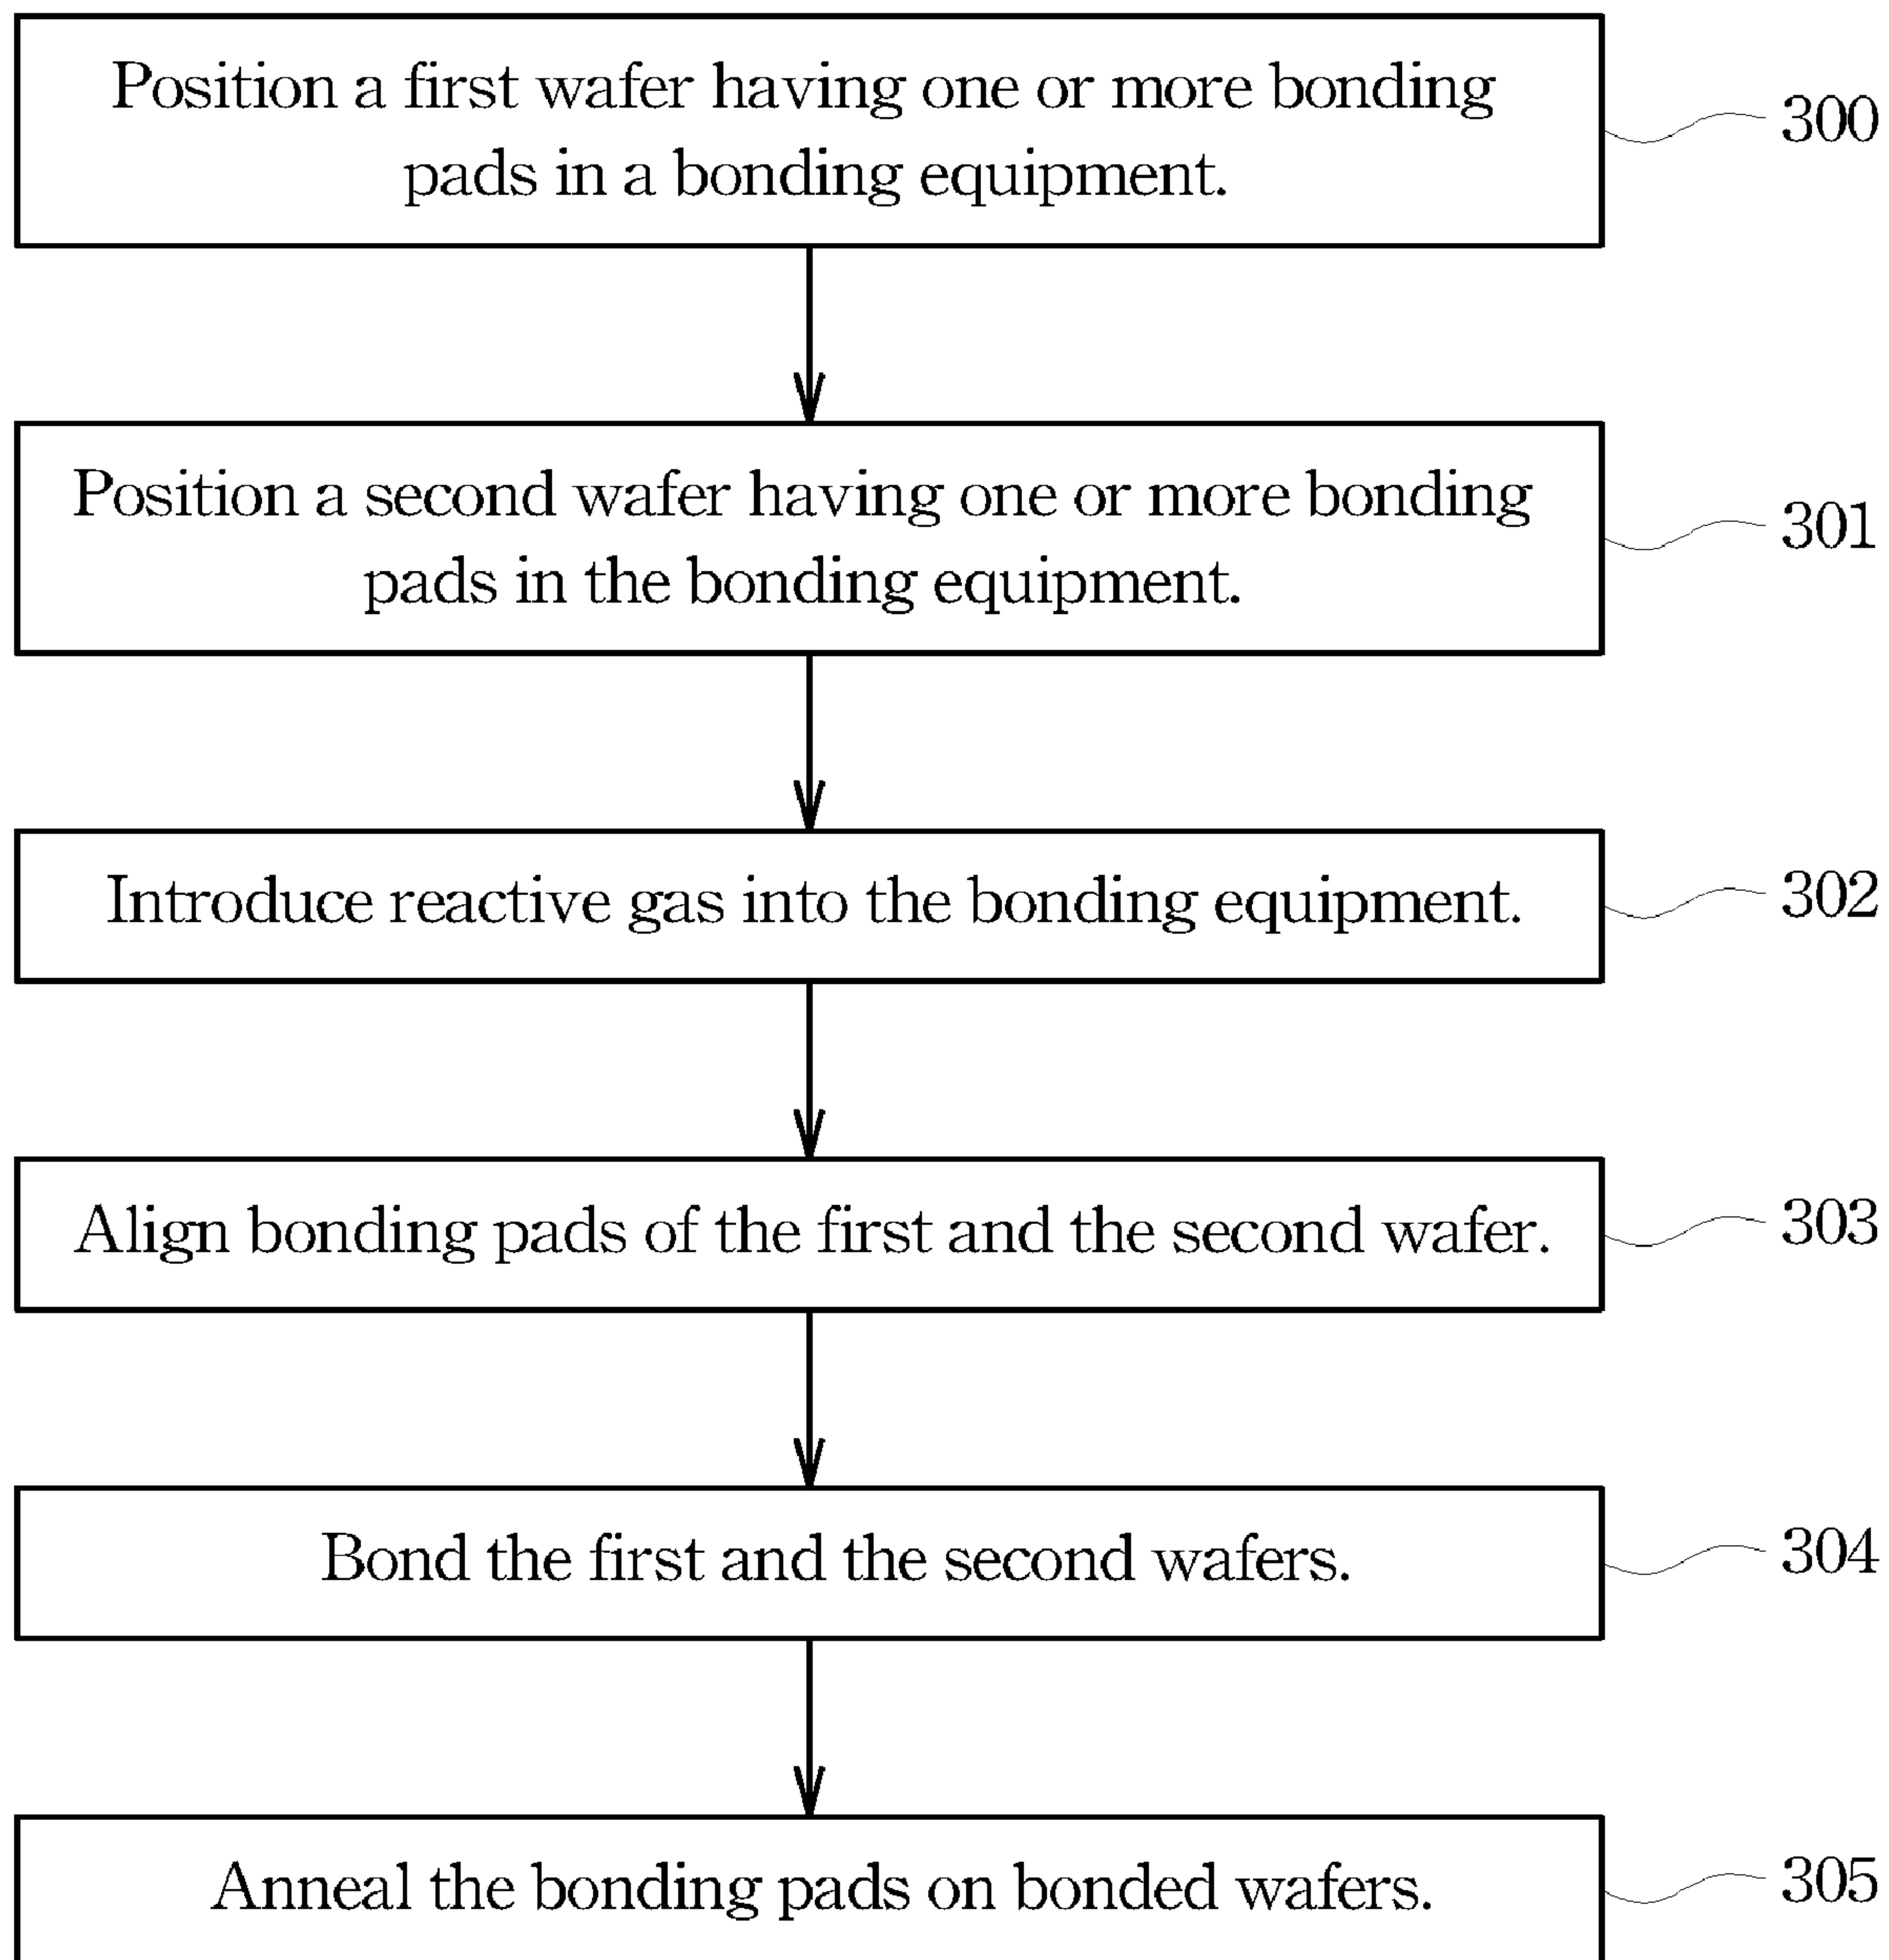 Position a first wafer having one or more bonding
pads in a bonding equipment.
300
Position a second wafer having one or more bonding
pads in the bonding equipment.
301
Introduce reactive gas into the bonding equipment.
302
Align bonding pads of the first and the second wafer.
303
Bond the first and the second wafers.
304
Anneal the bonding pads on bonded wafers.
305